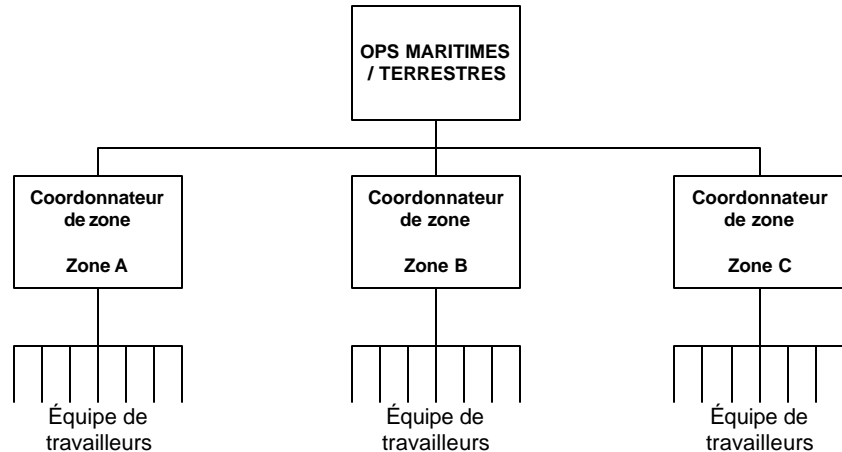 OPS MARITIMES
/ TERRESTRES
Coordonnateur
de zone
Zone A
Coordonnateur
de zone
Zone B
Coordonnateur
de zone
Zone C
Équipe de
travailleurs
Équipe de
travailleurs
Équipe de
travailleurs